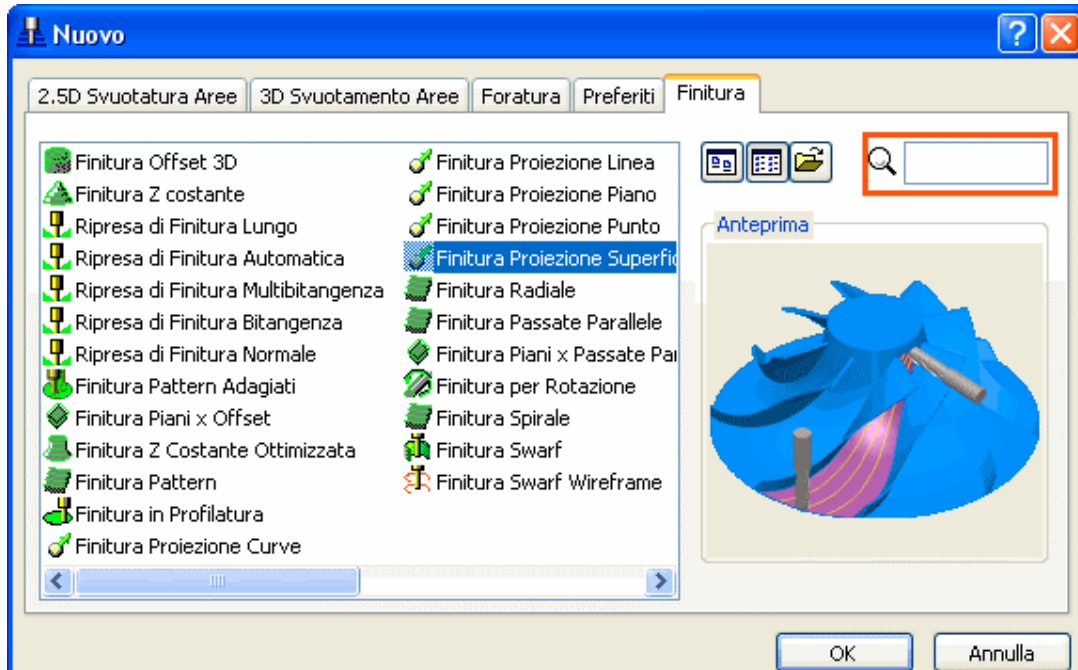 Nuovo
2.5D Svuotatura Aree
3D Svuotamento Aree
Foratura
Preferiti
Finitura
Finitura Offset 3D
Finitura Z costante
Ripresa di Finitura Lungo
Ripresa di Finitura Automatica
Ripresa di Finitura Multibitangenza
Ripresa di Finitura Bitangenza
Ripresa di Finitura Normale
Finitura Pattern Adagiati
Finitura Piani x Offset
Finitura Z Costante Ottimizzata
Finitura Pattern
Finitura in Profilatura
Finitura Proiezione Curve
Finitura Proiezione Linea
Finitura Proiezione Piano
Finitura Proiezione Punto
Finitura Proiezione Superfic
Finitura Radiale
Finitura Passate Parallele
Finitura Piani x Passate Par
Finitura per Rotazione
Finitura Spirale
Finitura Swarf
Finitura Swarf Wireframe
Anteprima
OK
Annulla